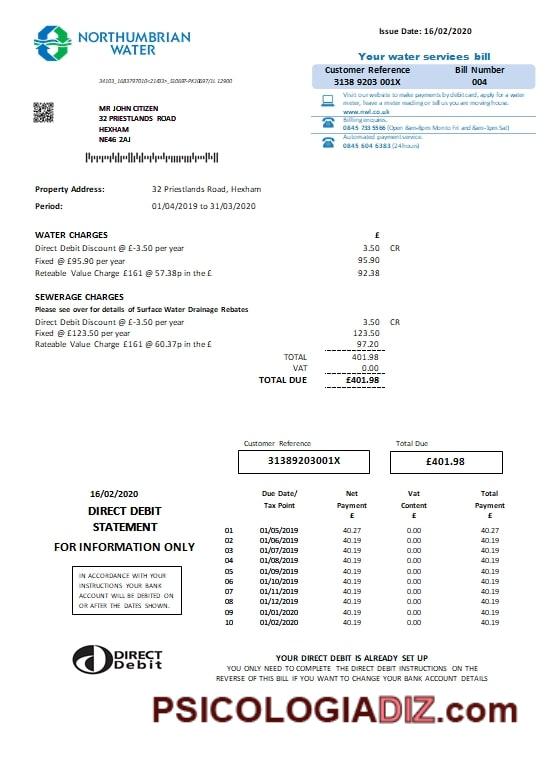 NORTHUMBRIAN
WATER
Issue Date: 16/02/2020
Your water services bill
Customer Reference Bill Number
3138 9203 001X 004
Visit our website to make payments by debit card, apply for a water
meter, leave a meter reading or tell us you are moving house.
www.nwl.co.uk
Billing enquiries.
0845 733 5566 (Open 8am-8pm Mon to Fri and 8am-1pm Sat)
Automated payment service.
0845 604 6383 (24 hours)
MR JOHN CITIZEN
32 PRIESTLANDS ROAD
HEXHAM
NE46 2AJ
Property Address: 32 Priestlands Road, Hexham
Period: 01/04/2019 to 31/03/2020
WATER CHARGES £
Direct Debit Discount @ £-3.50 per year 3.50 CR
Fixed @ £95.90 per year 95.90
Reteable Value Charge £161 @ 57.38p in the £ 92.38
SEWERAGE CHARGES
Please see over for details of Surface Water Drainage Rebates
Direct Debit Discount @ £-3.50 per year 3.50 CR
Fixed @ £123.50 per year 123.50
Rateable Value Charge £161 @ 60.37p in the £ 97.20
TOTAL 401.98
VAT 0.00
TOTAL DUE £401.98
Customer Reference Total Due
31389203001X £401.98
16/02/2020
DIRECT DEBIT
STATEMENT
FOR INFORMATION ONLY
IN ACCORDANCE WITH YOUR
INSTRUCTIONS YOUR BANK
ACCOUNT WILL BE DEBITED ON
OR AFTER THE DATES SHOWN.
Due Date/ Net Vat Total
Tax Point Payment Content Payment
£ £ £
01 01/05/2019 40.27 0.00 40.27
02 01/06/2019 40.19 0.00 40.19
03 01/07/2019 40.19 0.00 40.19
04 01/08/2019 40.19 0.00 40.19
05 01/09/2019 40.19 0.00 40.19
06 01/10/2019 40.19 0.00 40.19
07 01/11/2019 40.19 0.00 40.19
08 01/12/2019 40.19 0.00 40.19
09 01/01/2020 40.19 0.00 40.19
10 01/02/2020 40.19 0.00 40.19
DIRECT
Debit
YOUR DIRECT DEBIT IS ALREADY SET UP
YOU ONLY NEED TO COMPLETE THE DIRECT DEBIT INSTRUCTIONS ON THE
REVERSE OF THIS BILL IF YOU WANT TO CHANGE YOUR BANK ACCOUNT DETAILS
PSICOLOGIADIZ.com